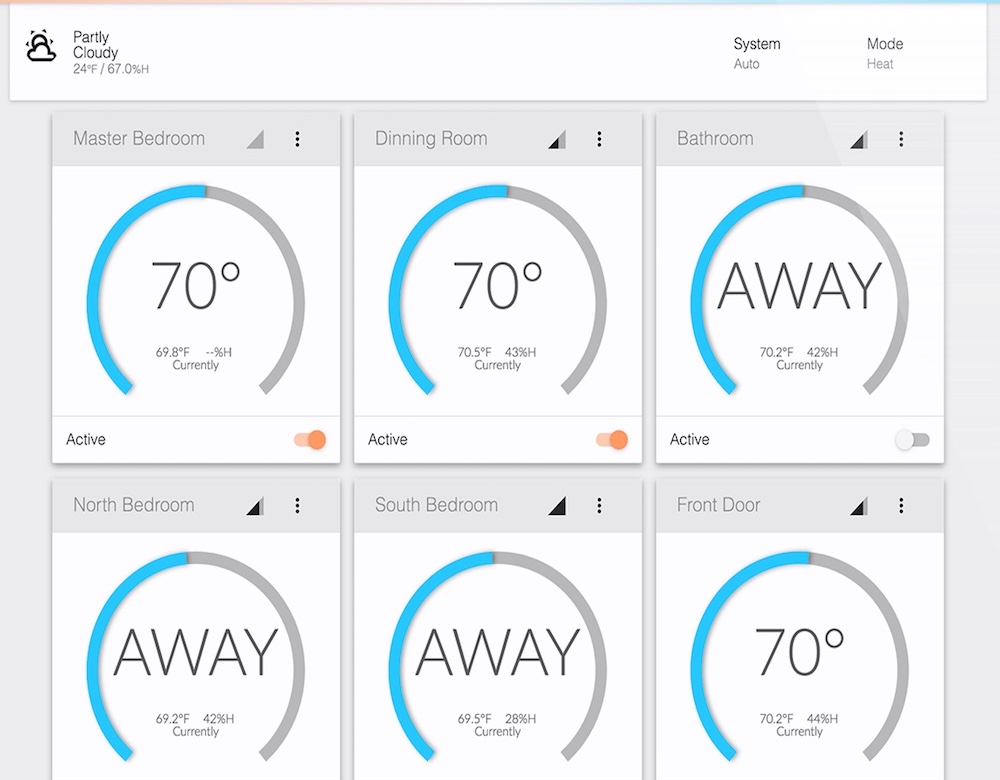 Partly
Cloudy
24°F / 67.0%H
System
Auto
Mode
Heat
Master Bedroom
70°
69.8°F --%H
Currently
Active
Dinning Room
70°
70.5°F 43%H
Currently
Active
Bathroom
AWAY
70.2°F 42%H
Currently
Active
North Bedroom
AWAY
69.2°F 42%H
Currently
South Bedroom
AWAY
69.5°F 28%H
Currently
Front Door
70°
70.2°F 44%H
Currently